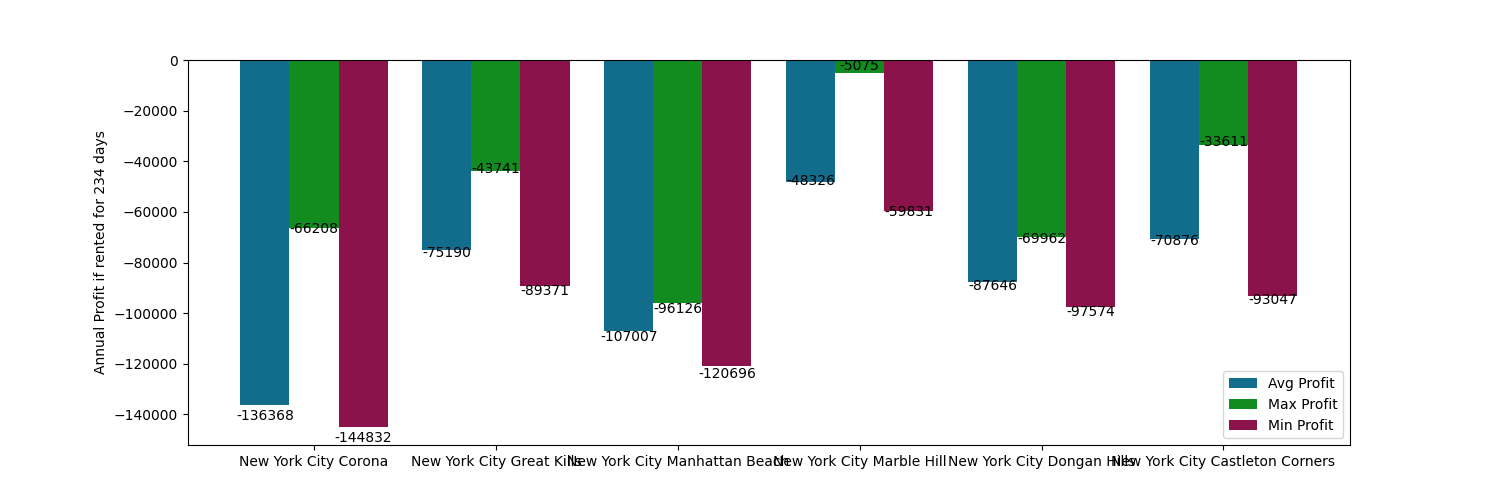 Annual Profit if rented for 234 days
0
−20000
−40000
−60000
−80000
−100000
−120000
−140000
-136368
-66208
-144832
-75190
-43741
-89371
-107007
-96126
-120696
-48326
-5075
-59831
-87646
-69962
-97574
-70876
-33611
-93047
Avg Profit
Max Profit
Min Profit
New York City Corona
New York City Great Kills
New York City Manhattan Beach
New York City Marble Hill
New York City Dongan Hills
New York City Castleton Corners